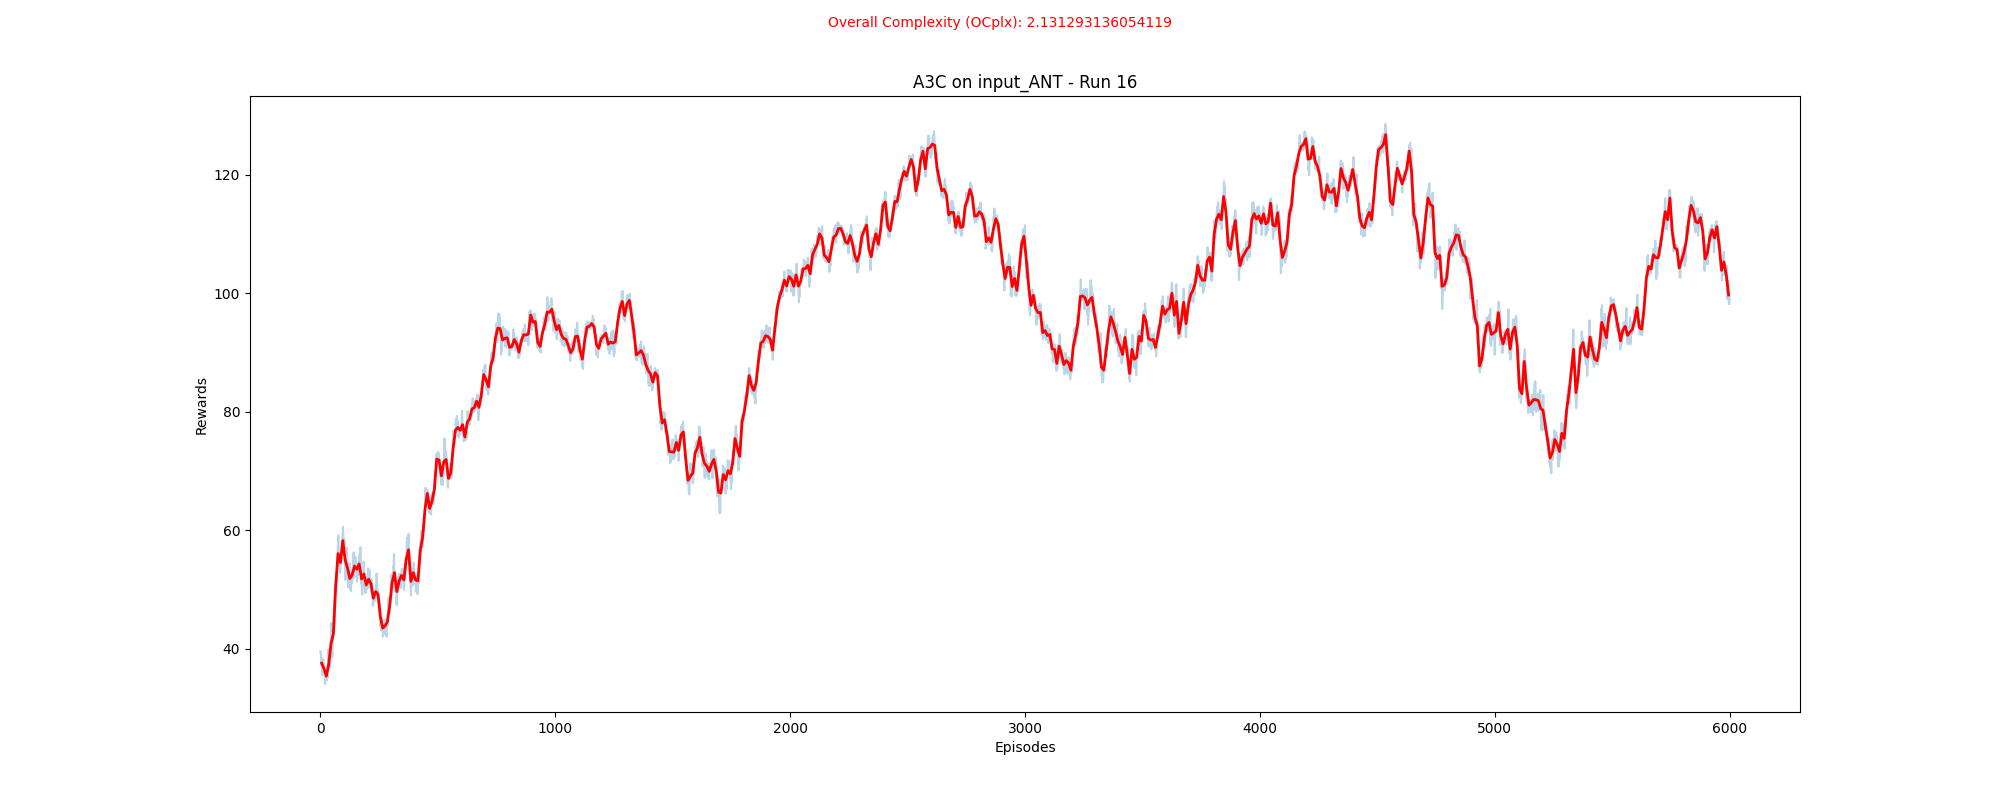 Overall Complexity (OCplx): 2.131293136054119
A3C on input_ANT - Run 16
Rewards
120
100
80
60
40
0 1000 2000 3000 4000 5000 6000
Episodes